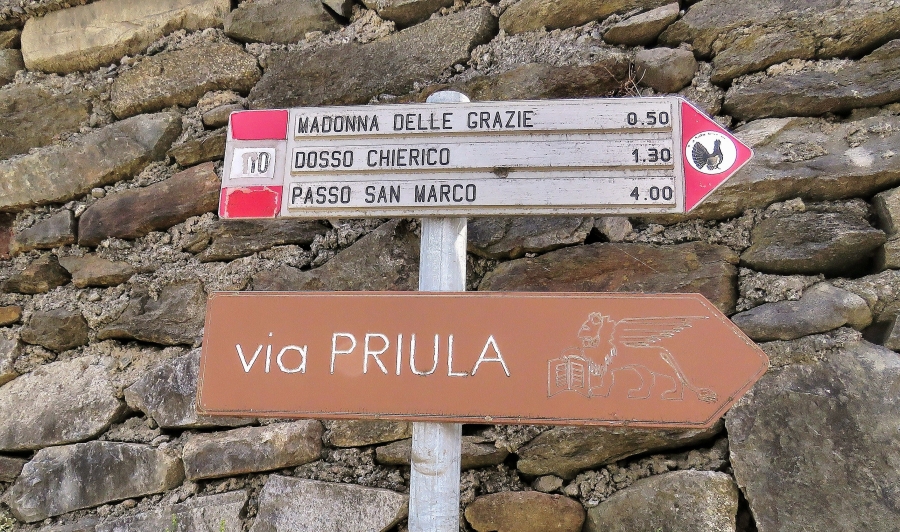 MADONNA DELLE GRAZIE 0.50
110 DOSSO CHIERICO 1.30
PASSO SAN MARCO 4.00
via PRIULA